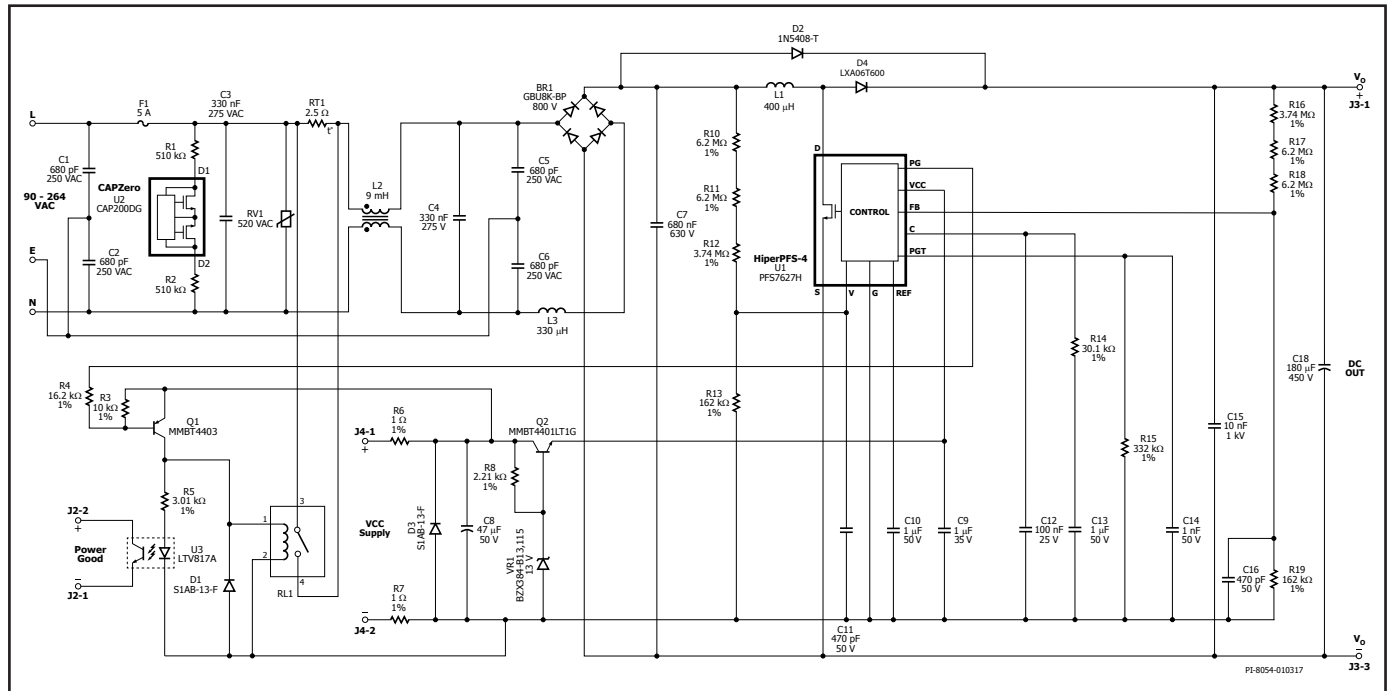 D2
1N5408-T
D4
LXA06T600
L1
400 µH
V_O
+
J3-1
BR1
GBU8K-BP
800 V
C3
330 nF
275 VAC
F1
5 A
RT1
2.5 Ω
t°
L
C1
680 pF
250 VAC
90 - 264
VAC
E
C2
680 pF
250 VAC
N
R1
510 kΩ
D1
CAPZero
U2
CAP200DG
D2
R2
510 kΩ
RV1
520 VAC
L2
9 mH
C4
330 nF
275 V
C5
680 pF
250 VAC
C6
680 pF
250 VAC
L3
330 µH
C7
680 nF
630 V
R10
6.2 MΩ
1%
R11
6.2 MΩ
1%
R12
3.74 MΩ
1%
D
PG
VCC
FB
C
PGT
CONTROL
HiperPFS-4
U1
PFS7627H
S
V
G
REF
R16
3.74 MΩ
1%
R17
6.2 MΩ
1%
R18
6.2 MΩ
1%
R14
30.1 kΩ
1%
C18
180 µF
450 V
DC
OUT
R4
16.2 kΩ
1%
R3
10 kΩ
1%
Q1
MMBT4403
J4-1
+
R6
1 Ω
1%
Q2
MMBT4401LT1G
R8
2.21 kΩ
1%
R13
162 kΩ
1%
R15
332 kΩ
1%
C15
10 nF
1 kV
R5
3.01 kΩ
1%
J2-2
+
Power
Good
–
J2-1
U3
LTV817A
D1
S1AB-13-F
3
1
2
4
RL1
VCC
Supply
D3
S1AB-13-F
C8
47 µF
50 V
VR1
BZX384-B13,115
13 V
R7
1 Ω
1%
–
J4-2
C10
1 µF
50 V
C9
1 µF
35 V
C12
100 nF
25 V
C13
1 µF
50 V
C14
1 nF
50 V
C16
470 pF
50 V
R19
162 kΩ
1%
C11
470 pF
50 V
V_O
–
J3-3
PI-8054-010317